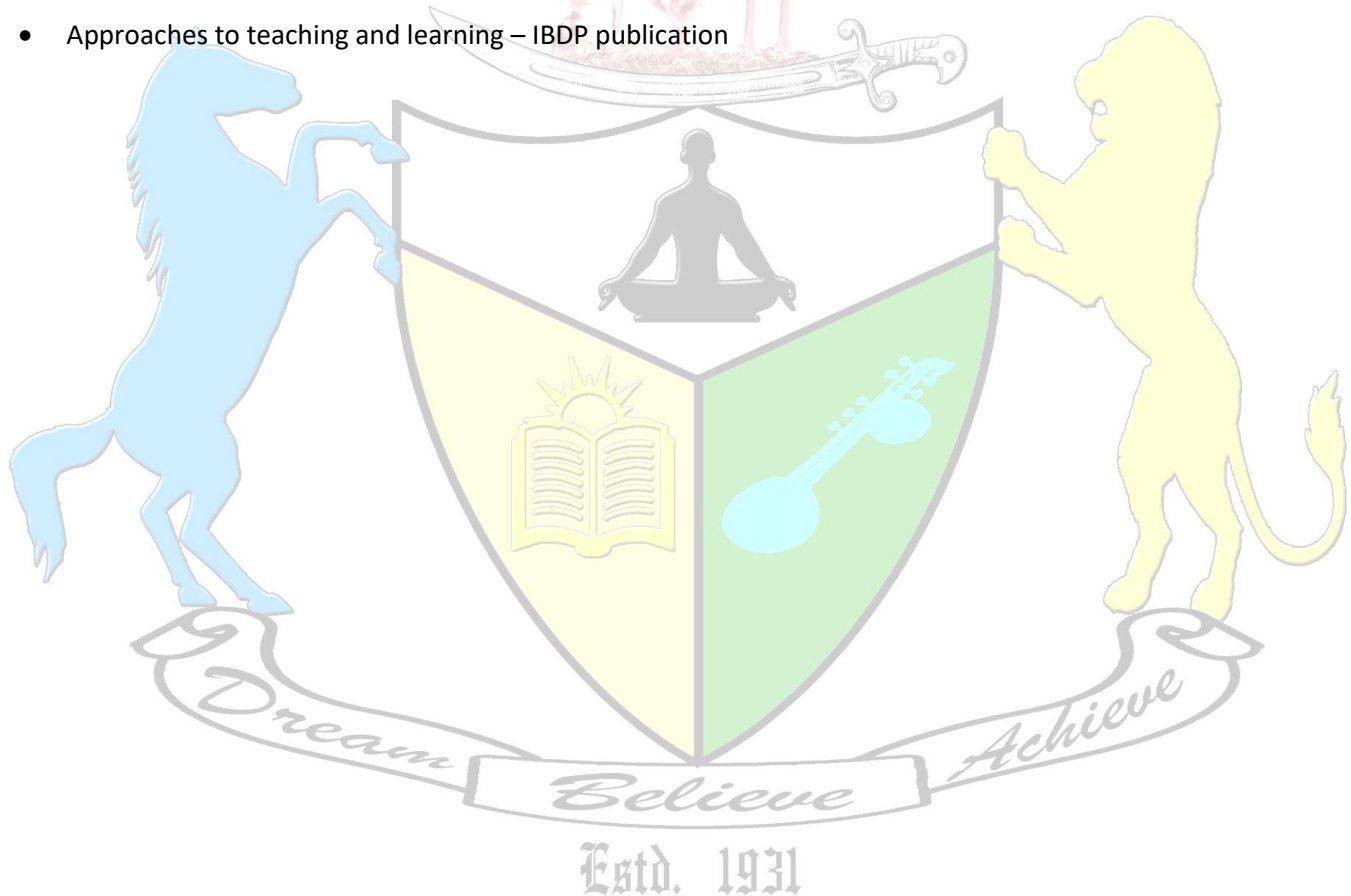 • Approaches to teaching and learning – IBDP publication
Dream
Believe
Achieve
Estd. 1931